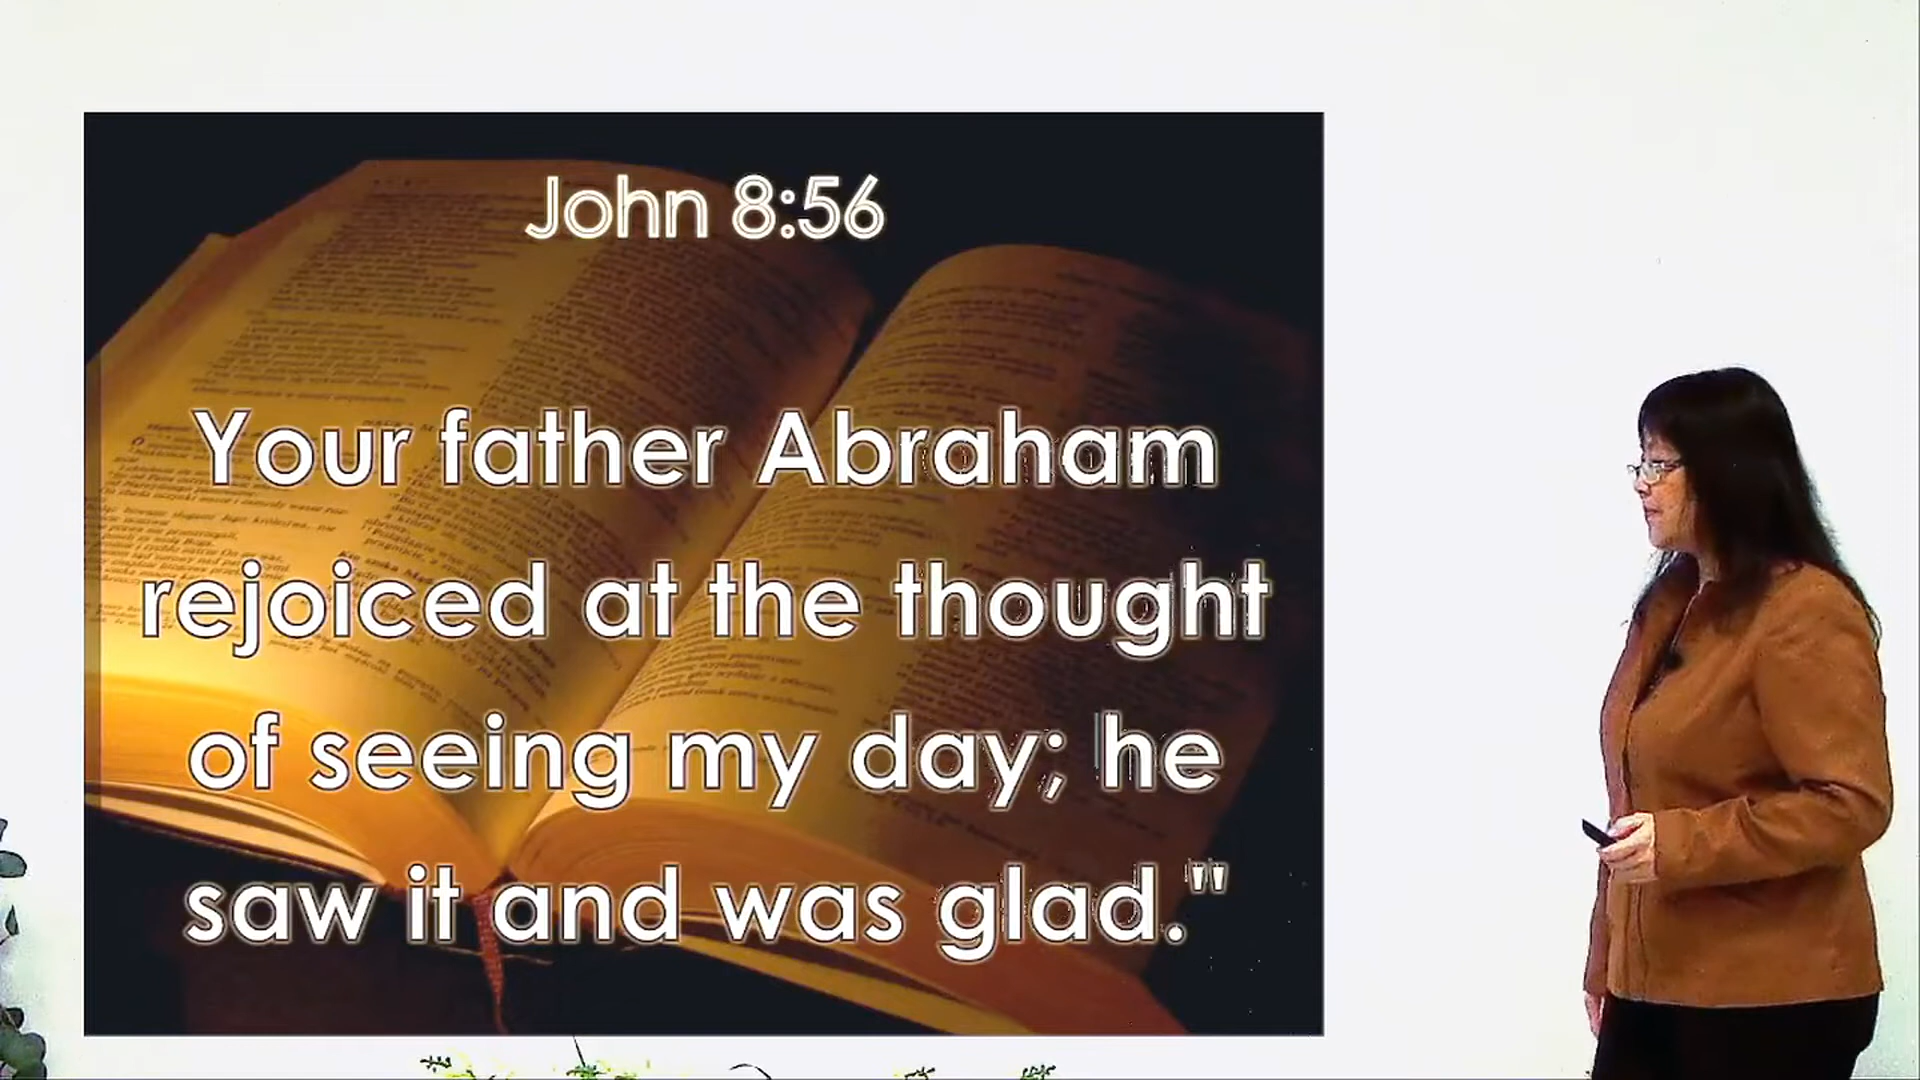 John 8:56
Your father Abraham
rejoiced at the thought
of seeing my day; he
saw it and was glad."